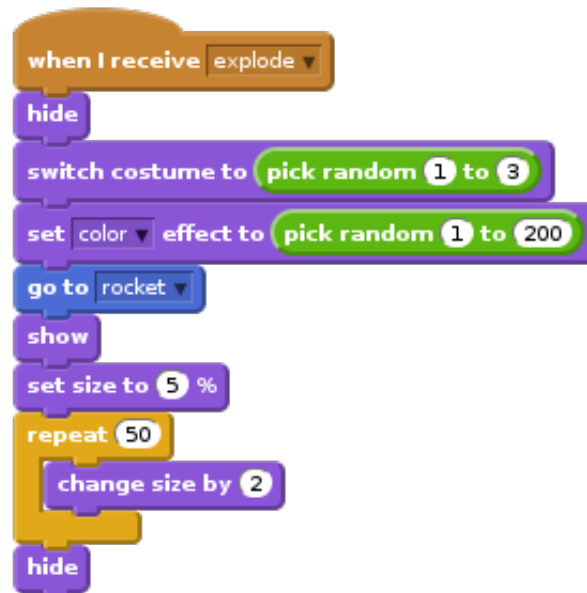 when I receive explode
hide
switch costume to pick random 1 to 3
set color effect to pick random 1 to 200
go to rocket
show
set size to 5 %
repeat 50
change size by 2
hide